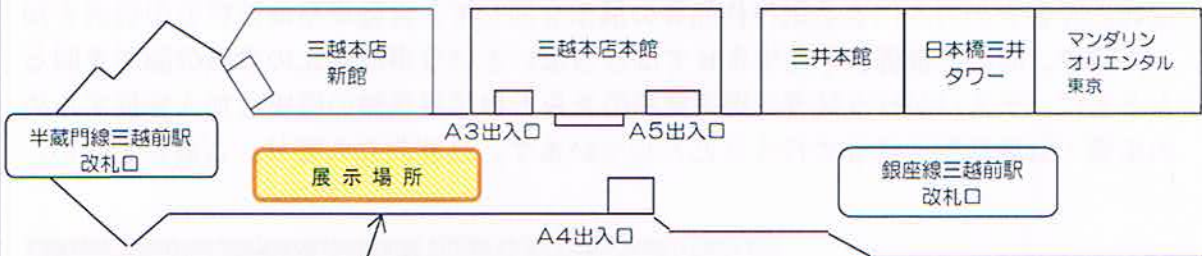 三越本店
新館
三越本店本館
三井本館
日本橋三井
タワー
マンダリン
オリエンタル
東京
A3出入口
A5出入口
半蔵門線三越前駅
改札口
展示場所
銀座線三越前駅
改札口
A4出入口